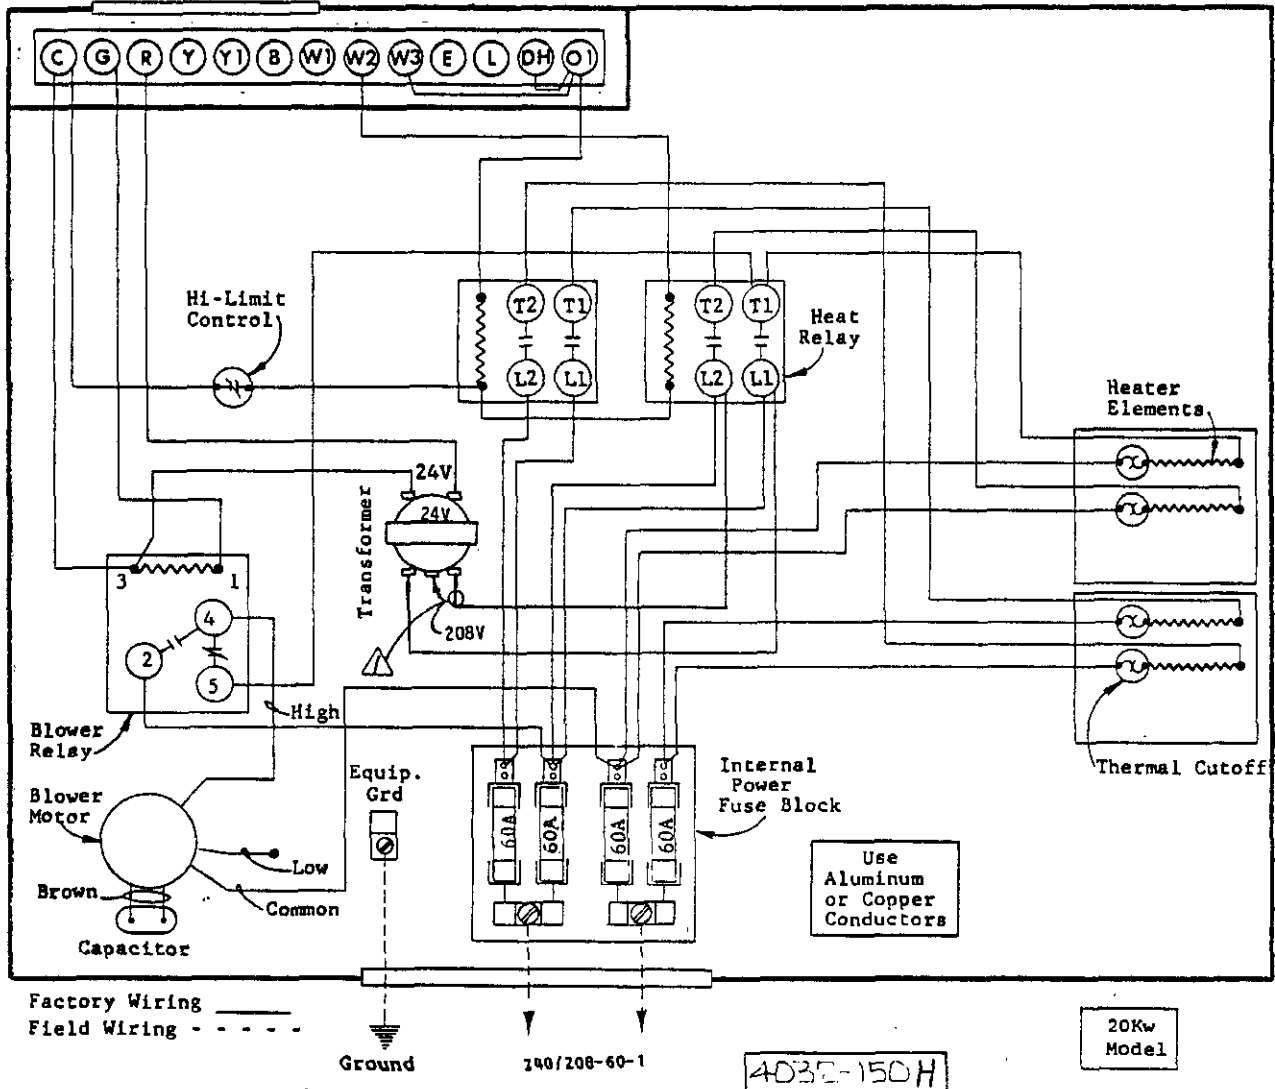 C G R Y Y1 B W1 W2 W3 E L DH O1
Hi-Limit
Control
T2 T1
L2 L1
T2 T1
L2 L1
Heat
Relay
Heater
Elements
24V
24V
Transformer
208V
3 1
4
2
5
High
Blower
Relay
Blower
Motor
Low
Brown
Common
Capacitor
Equip.
Grd
60A 60A 60A 60A
Internal
Power
Fuse Block
Thermal Cutoff
Use
Aluminum
or Copper
Conductors
Factory Wiring
Field Wiring
Ground
240/208-60-1
20Kw
Model